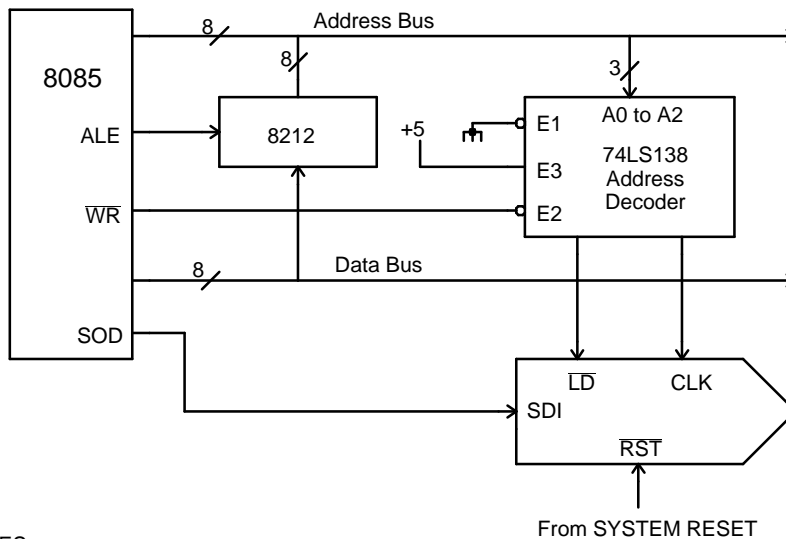 8 Address Bus
8085
8
3
ALE
8212
+5
E1
A0 to A2
E3
74LS138
Address
Decoder
WR
E2
8 Data Bus
SOD
LD CLK
SDI
RST
From SYSTEM RESET